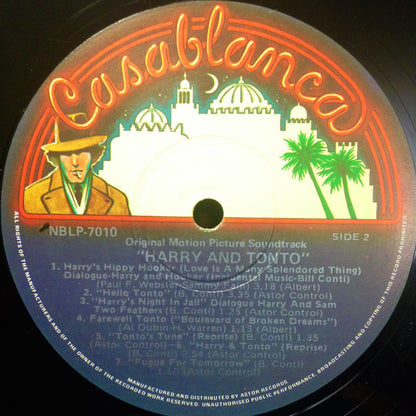 Casablanca
NBLP-7010
Original Motion Picture Soundtrack
SIDE 2
"HARRY AND TONTO"
1. Harry's Hippy Hooker (Love Is A Many Splendored Thing)
Dialogue-Harry and Hooker (Incidental Music-Bill Conti)
(Paul F. Webster-Sammy Fain) 3.18 (Albert)
2. "Hello Tonto" (B. Conti) .38 (Astor Control)
3. "Harry's Night In Jail" Dialogue Harry And Sam
Two Feathers (B. Conti) 1.25 (Astor Control)
4. Farewell Tonto ("Boulevard of Broken Dreams")
(Al Dubin-H. Warren) 1.13 (Albert)
5. "Tonto's Tune" (Reprise) (B. Conti) 1.35
(Astor Control) 6. "Harry & Tonto" (Reprise)
(B. Conti) 2.54 (Astor Control)
7. "Fugue For Tomorrow" (B. Conti)
1.10 (Astor Control)
MANUFACTURED AND DISTRIBUTED BY ASTOR RECORDS
ALL RIGHTS OF THE MANUFACTURERS AND OF THE OWNER OF THE RECORDED WORK RESERVED. UNAUTHORISED PUBLIC PERFORMANCE, BROADCASTING AND COPYING OF THIS RECORD PROHIBITED